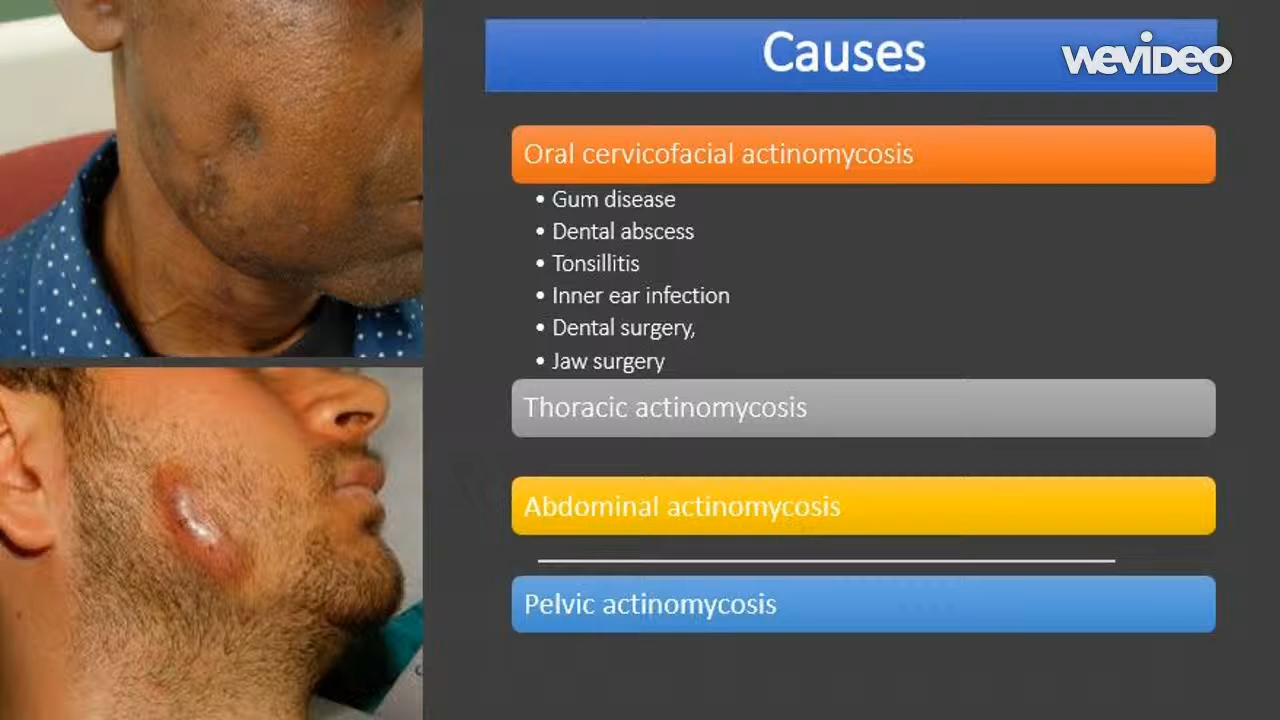 Causes
WEVIDEO
Oral cervicofacial actinomycosis
• Gum disease
• Dental abscess
• Tonsillitis
• Inner ear infection
• Dental surgery,
• Jaw surgery
Thoracic actinomycosis
Abdominal actinomycosis
Pelvic actinomycosis